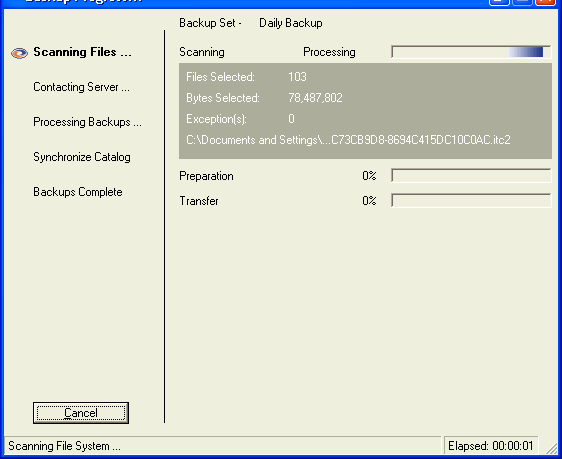 Backup Set - Daily Backup
Scanning Files ...
Scanning Processing
Files Selected: 103
Contacting Server ...
Bytes Selected: 78,487,802
Processing Backups ...
Exception(s): 0
C:\Documents and Settings\...C73CB9D8-8694C415DC10C0AC.itc2
Synchronize Catalog
Preparation 0%
Backups Complete
Transfer 0%
Cancel
Scanning File System ... Elapsed: 00:00:01